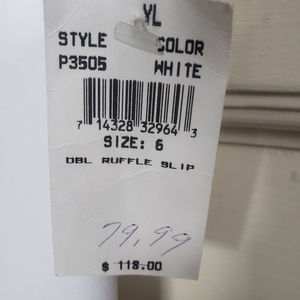 YL
STYLE COLOR
P3505 WHITE
7 14328 32964 3
SIZE: 6
DBL RUFFLE SLIP
79.99
$ 118.00